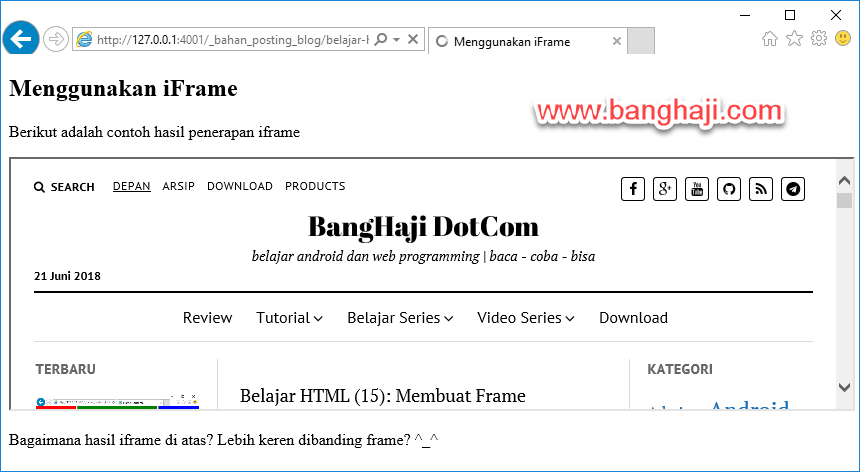 http://127.0.0.1:4001/_bahan_posting_blog/belajar-h
Menggunakan iFrame
Menggunakan iFrame
www.banghaji.com
Berikut adalah contoh hasil penerapan iframe
SEARCH DEPAN ARSIP DOWNLOAD PRODUCTS
BangHaji DotCom
belajar android dan web programming | baca - coba - bisa
21 Juni 2018
Review Tutorial Belajar Series Video Series Download
TERBARU
KATEGORI
Belajar HTML (15): Membuat Frame
Android
Bagaimana hasil iframe di atas? Lebih keren dibanding frame? ^_^